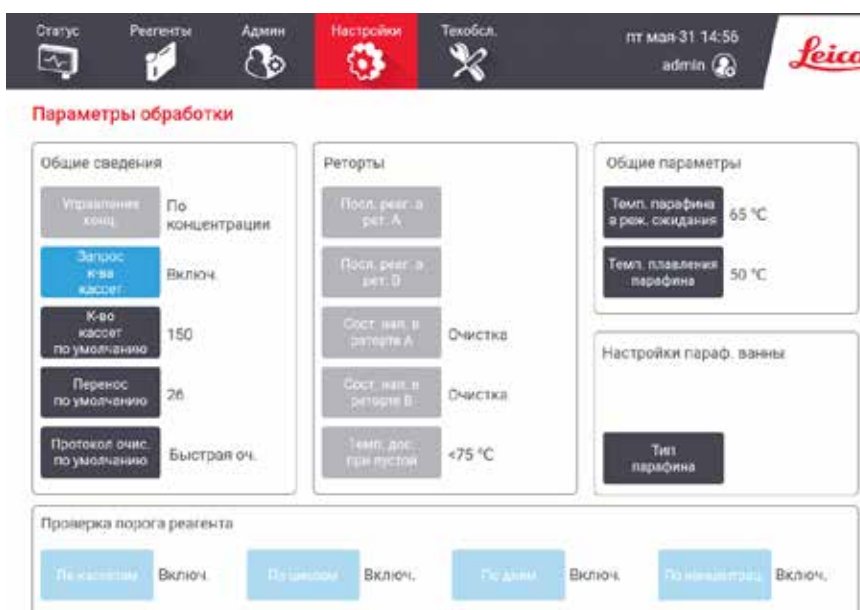 Статус Реагенты Админ Настройки Техобсл. пт мая-31 14:56
admin Leica
Параметры обработки
Общие сведения
Управление
конц.
По
концентрации
Запрос
к-ва
кассет
Включ.
К-во
кассет
по умолчанию
150
Перенос
по умолчанию
26
Протокол очис.
по умолчанию
Быстрая оч.
Реторты
Посл. реаг. в
рет. A
Посл. реаг. в
рет. B
Сост. нап. в
реторте A
Очистка
Сост. нап. в
реторте B
Очистка
Темп. дос.
при пустой
<75 °C
Общие параметры
Темп. парафина
в реж. ожидания
65 °C
Темп. плавления
парафина
50 °C
Настройки параф. ванны
Тип
парафина
Проверка порога реагента
По кассетам Включ. По циклам Включ. По дням Включ. По концентрац. Включ.